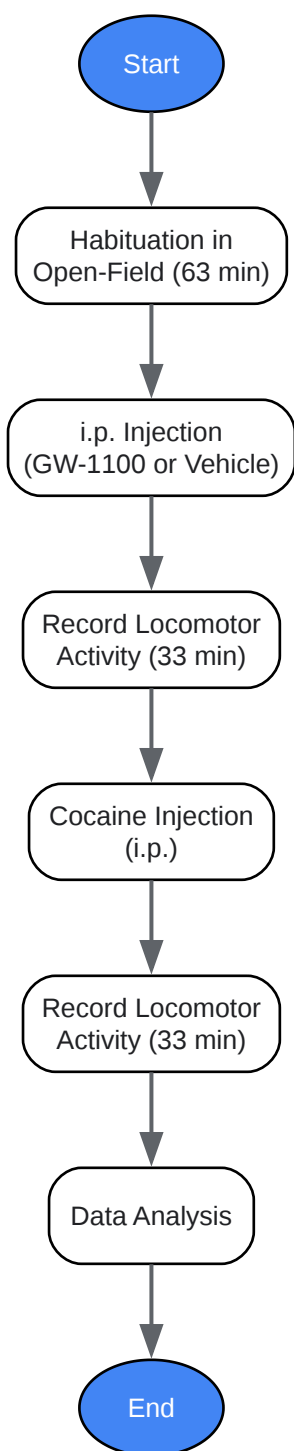 Start
Habituation in
Open-Field (63 min)
i.p. Injection
(GW-1100 or Vehicle)
Record Locomotor
Activity (33 min)
Cocaine Injection
(i.p.)
Record Locomotor
Activity (33 min)
Data Analysis
End